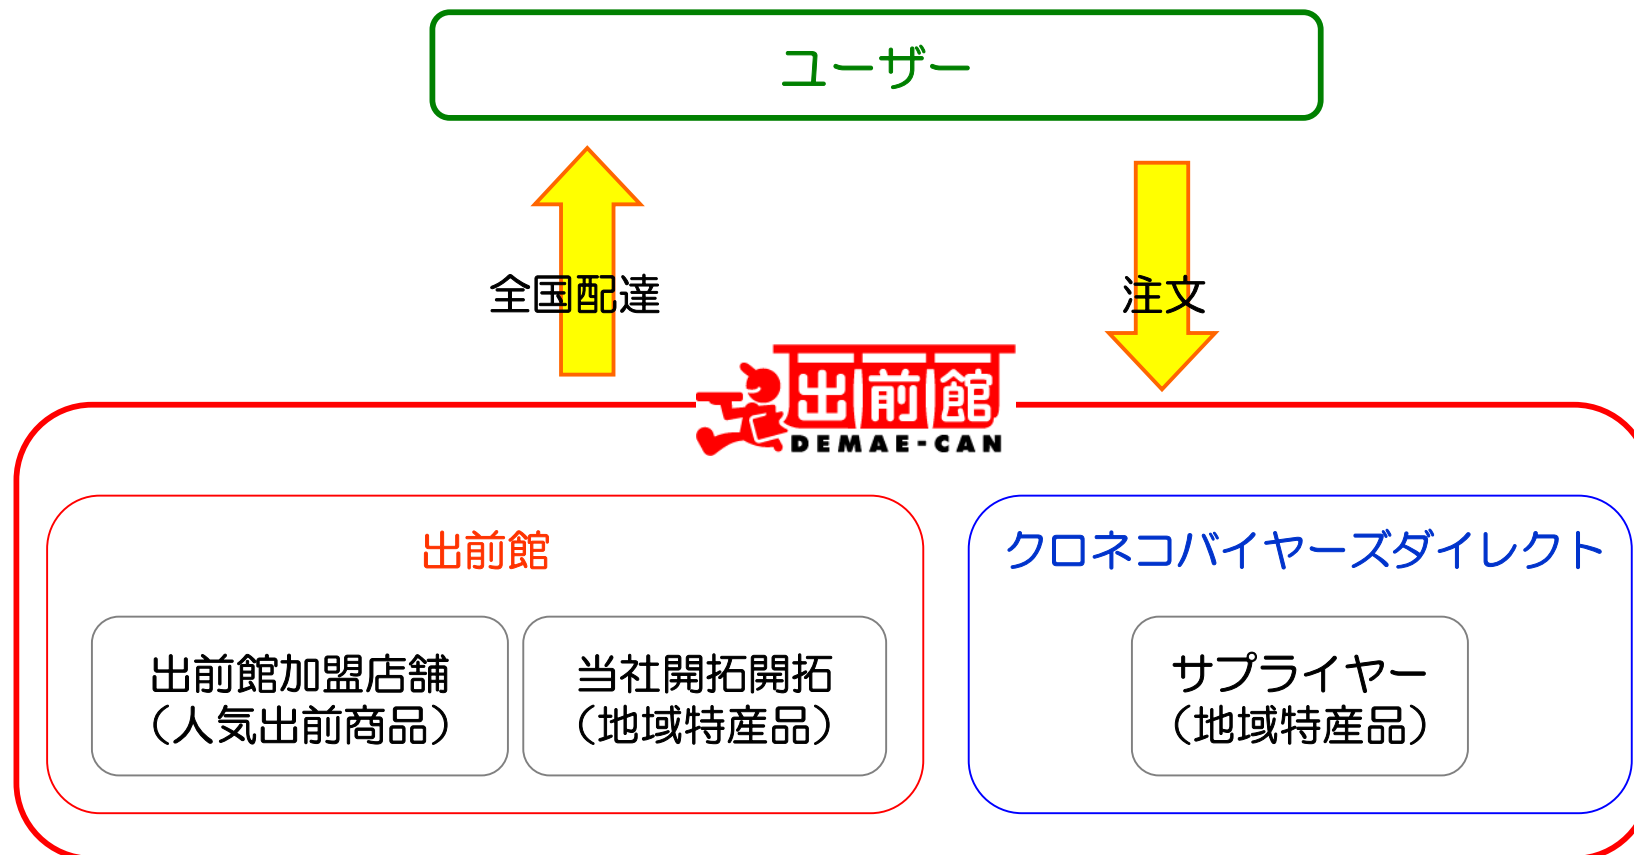 ユーザー
全国配達
注文
出前館
DEMAE-CAN
出前館
クロネコバイヤーズダイレクト
出前館加盟店舗
(人気出前商品)
当社開拓開拓
(地域特産品)
サプライヤー
(地域特産品)